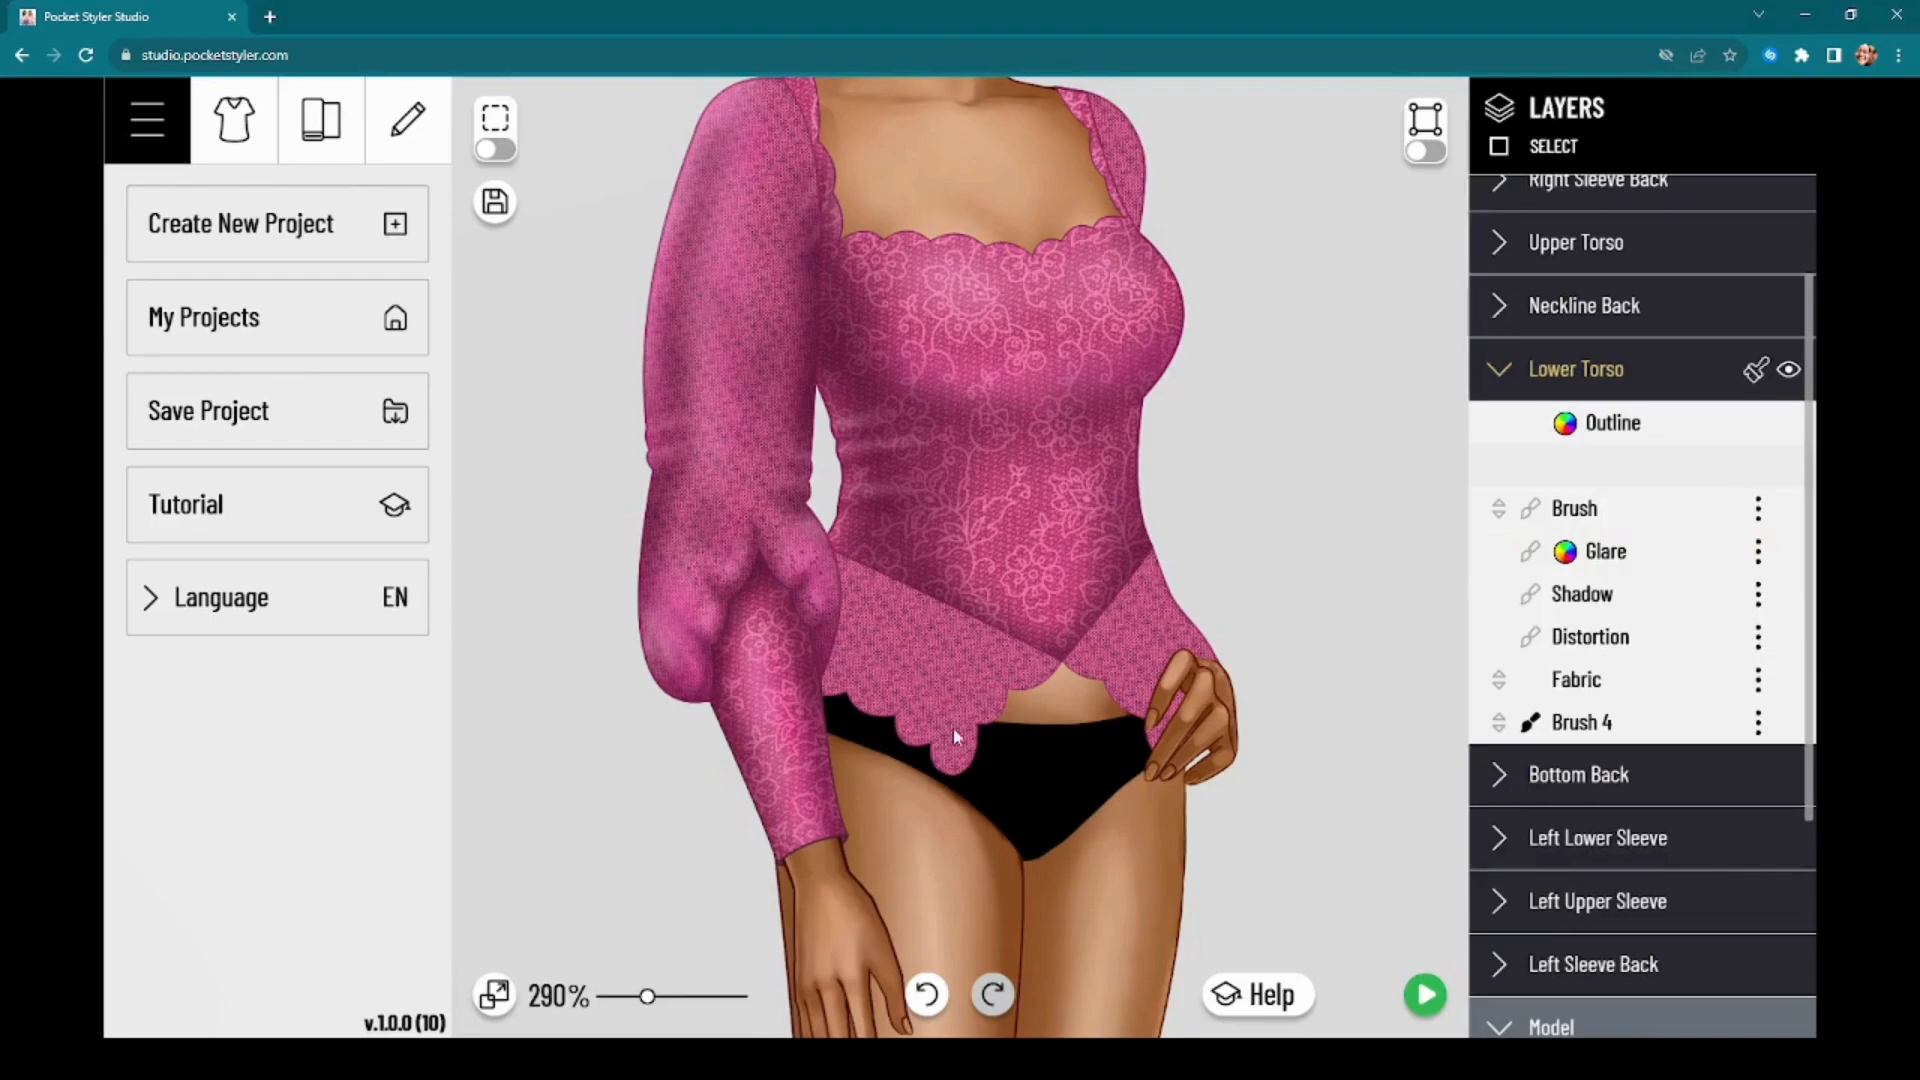 Pocket Styler Studio
studio.pocketstyler.com
Create New Project
My Projects
Save Project
Tutorial
Language EN
v.1.0.0 (10)
290%
Help
LAYERS
SELECT
Right Sleeve Back
Upper Torso
Neckline Back
Lower Torso
Outline
Brush
Glare
Shadow
Distortion
Fabric
Brush 4
Bottom Back
Left Lower Sleeve
Left Upper Sleeve
Left Sleeve Back
Model